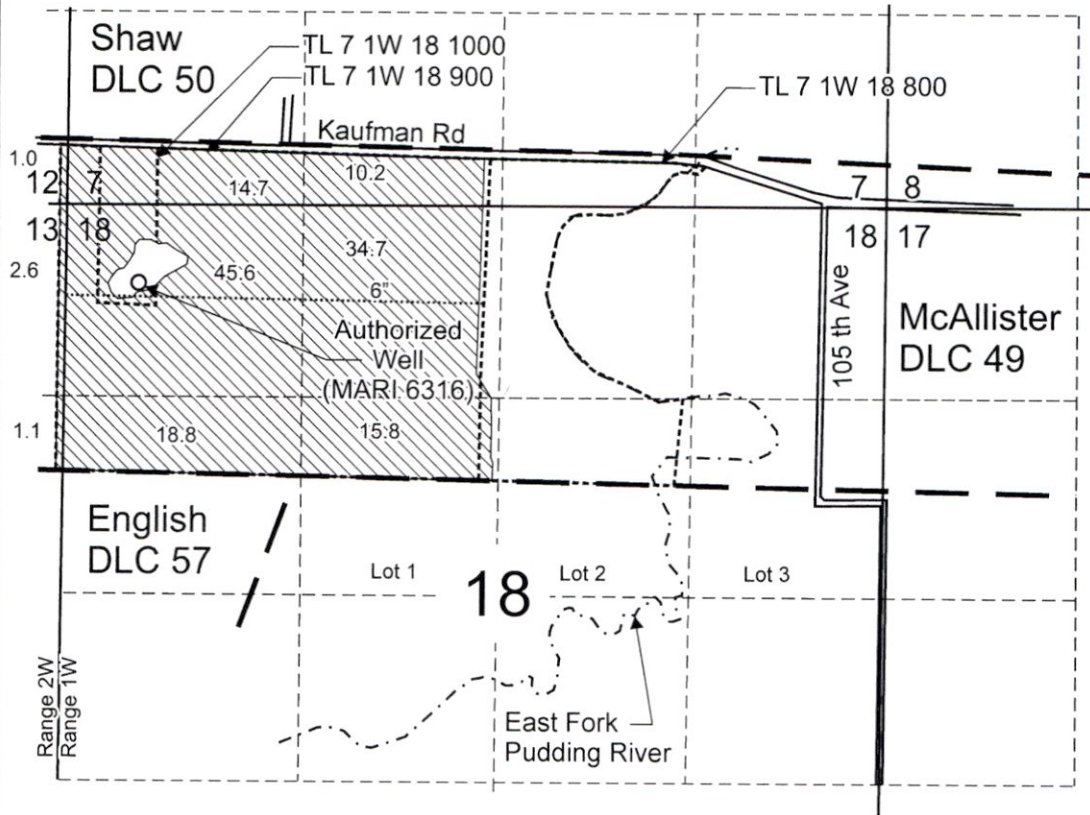 Shaw
DLC 50
TL 7 1W 18 1000
TL 7 1W 18 900
TL 7 1W 18 800
Kaufman Rd
1.0
12 7
14.7
10.2
7 8
13 18
18 17
2.6
45.6
34.7
6"
Authorized
Well
(MARI 6316)
105 th Ave
McAllister
DLC 49
1.1
18.8
15.8
English
DLC 57
Lot 1
18
Lot 2
Lot 3
Range 2W
Range 1W
East Fork
Pudding River